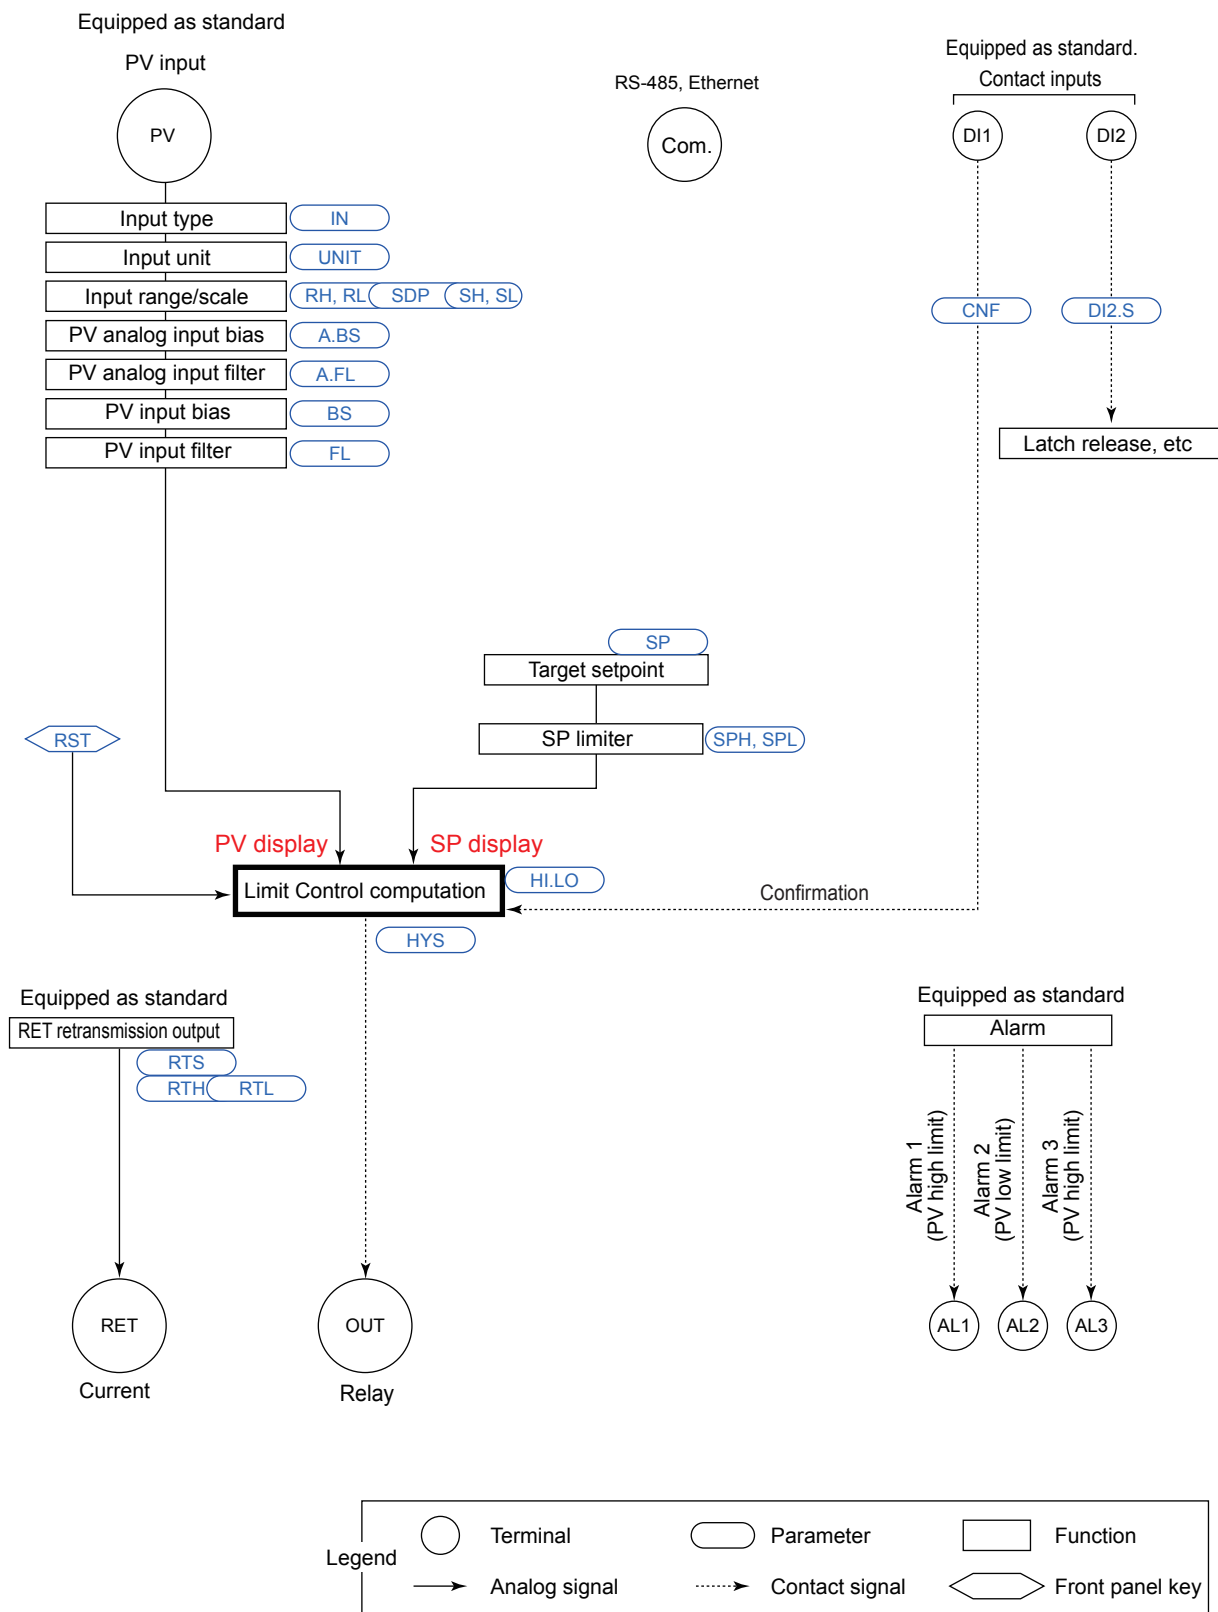 Equipped as standard
PV input
PV
RS-485, Ethernet
Com.
Equipped as standard.
Contact inputs
DI1
DI2
Input type
IN
Input unit
UNIT
Input range/scale
RH, RL
SDP
SH, SL
PV analog input bias
A.BS
PV analog input filter
A.FL
PV input bias
BS
PV input filter
FL
CNF
DI2.S
Latch release, etc
SP
Target setpoint
SP limiter
SPH, SPL
RST
PV display
SP display
Limit Control computation
HI.LO
Confirmation
HYS
Equipped as standard
RET retransmission output
RTS
RTH
RTL
RET
Current
OUT
Relay
Equipped as standard
Alarm
Alarm 1
(PV high limit)
Alarm 2
(PV low limit)
Alarm 3
(PV high limit)
AL1
AL2
AL3
Legend
Terminal
Parameter
Function
Analog signal
Contact signal
Front panel key